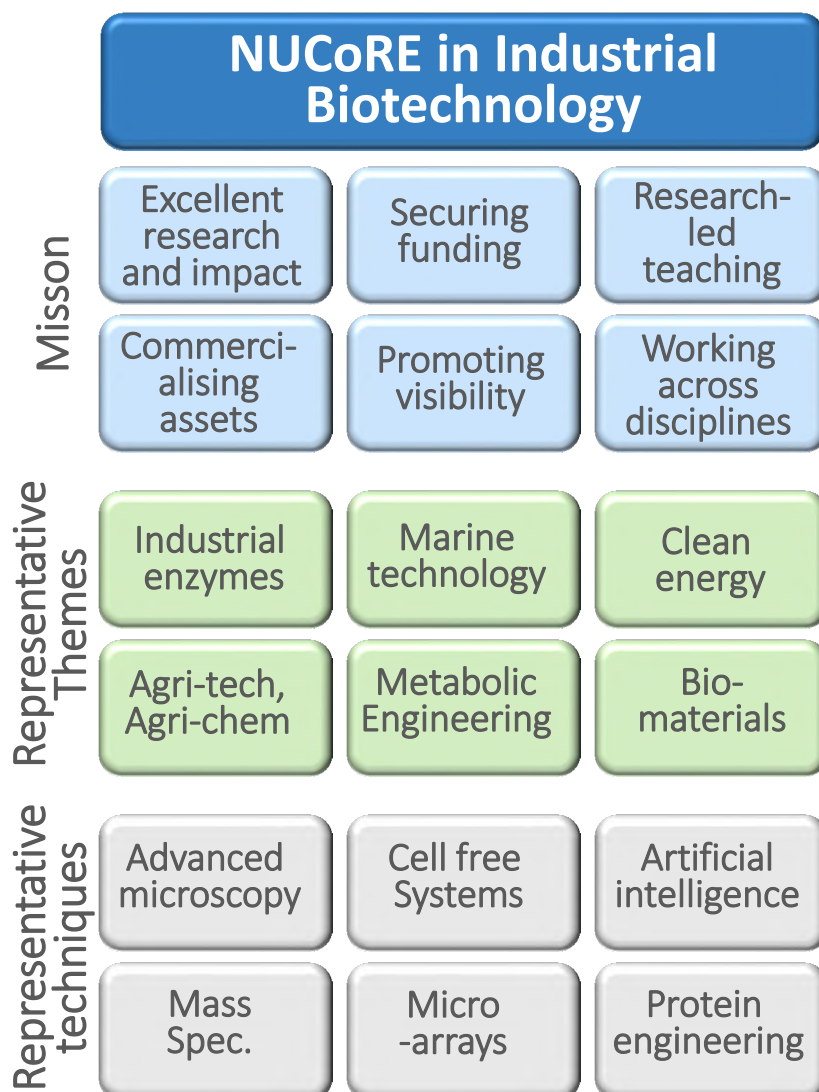 NUCoRE in Industrial
Biotechnology
Misson
Excellent
research
and impact
Securing
funding
Research-
led
teaching
Commerci-
alising
assets
Promoting
visibility
Working
across
disciplines
Representative
Themes
Industrial
enzymes
Marine
technology
Clean
energy
Agri-tech,
Agri-chem
Metabolic
Engineering
Bio-
materials
Representative
techniques
Advanced
microscopy
Cell free
Systems
Artificial
intelligence
Mass
Spec.
Micro
-arrays
Protein
engineering